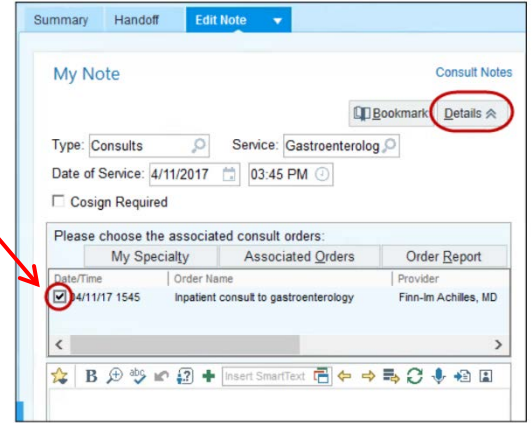 Summary Handoff Edit Note
My Note Consult Notes
Bookmark Details
Type: Consults Service: Gastroenterolog
Date of Service: 4/11/2017 03:45 PM
Cosign Required
Please choose the associated consult orders:
My Specialty Associated Orders Order Report
Date/Time Order Name Provider
04/11/17 1545 Inpatient consult to gastroenterology Finn-Im Achilles, MD
B abc Insert SmartText